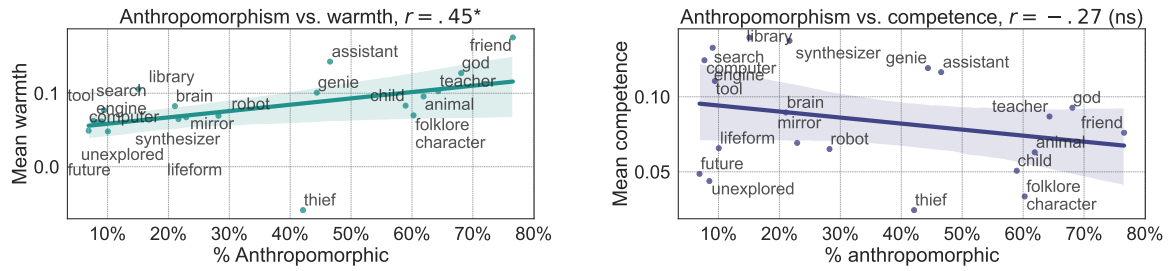 Anthropomorphism vs. warmth, r = .45*
friend
assistant
god
library
genie
teacher
tool
search
engine
brain
child
animal
computer
robot
mirror
folklore
character
synthesizer
unexplored
future
lifeform
thief
0.1
0.0
Mean warmth
10% 20% 30% 40% 50% 60% 70% 80%
% Anthropomorphic
Anthropomorphism vs. competence, r = −.27 (ns)
library
synthesizer
search
engine
computer
genie
assistant
tool
brain
teacher
god
mirror
friend
lifeform
robot
animal
child
future
unexplored
folklore
character
thief
0.10
0.05
Mean competence
10% 20% 30% 40% 50% 60% 70% 80%
% anthropomorphic